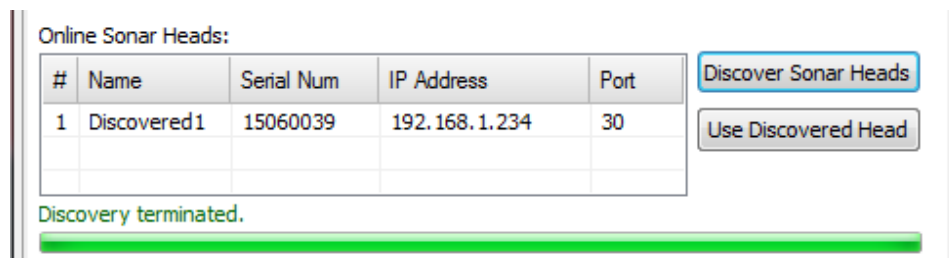 Online Sonar Heads:
# Name Serial Num IP Address Port
Discover Sonar Heads
1 Discovered1 15060039 192.168.1.234 30
Use Discovered Head
Discovery terminated.